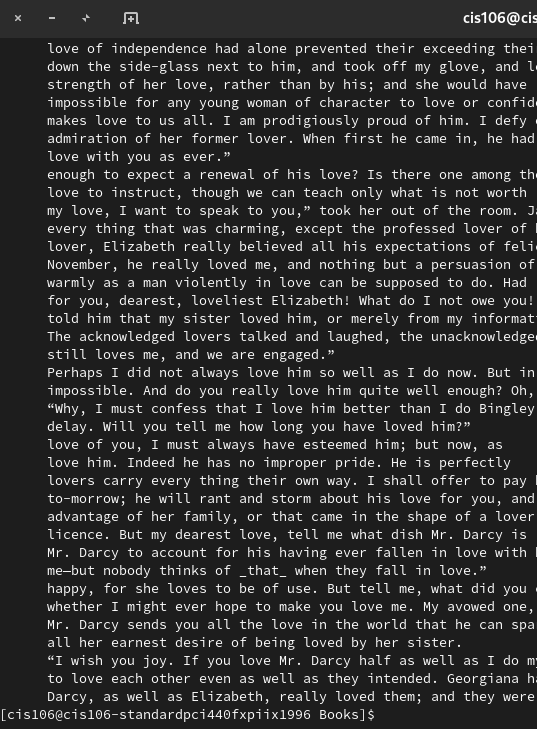 cis106@cis
love of independence had alone prevented their exceeding thei
down the side-glass next to him, and took off my glove, and l
strength of her love, rather than by his; and she would have
impossible for any young woman of character to love or confid
makes love to us all. I am prodigiously proud of him. I defy
admiration of her former lover. When first he came in, he had
love with you as ever.”
enough to expect a renewal of his love? Is there one among th
love to instruct, though we can teach only what is not worth
my love, I want to speak to you,” took her out of the room. J
every thing that was charming, except the professed lover of
lover, Elizabeth really believed all his expectations of feli
November, he really loved me, and nothing but a persuasion of
warmly as a man violently in love can be supposed to do. Had
for you, dearest, loveliest Elizabeth! What do I not owe you!
told him that my sister loved him, or merely from my informat
The acknowledged lovers talked and laughed, the unacknowledge
still loves me, and we are engaged.”
Perhaps I did not always love him so well as I do now. But in
impossible. And do you really love him quite well enough? Oh,
“Why, I must confess that I love him better than I do Bingley
delay. Will you tell me how long you have loved him?”
love of you, I must always have esteemed him; but now, as
love him. Indeed he has no improper pride. He is perfectly
lovers carry every thing their own way. I shall offer to pay
to-morrow; he will rant and storm about his love for you, and
advantage of her family, or that came in the shape of a lover
licence. But my dearest love, tell me what dish Mr. Darcy is
Mr. Darcy to account for his having ever fallen in love with
me—but nobody thinks of _that_ when they fall in love.”
happy, for she loves to be of use. But tell me, what did you
whether I might ever hope to make you love me. My avowed one,
Mr. Darcy sends you all the love in the world that he can spa
all her earnest desire of being loved by her sister.
“I wish you joy. If you love Mr. Darcy half as well as I do m
to love each other even as well as they intended. Georgiana h
Darcy, as well as Elizabeth, really loved them; and they were
[cis106@cis106-standardpci440fxpiix1996 Books]$